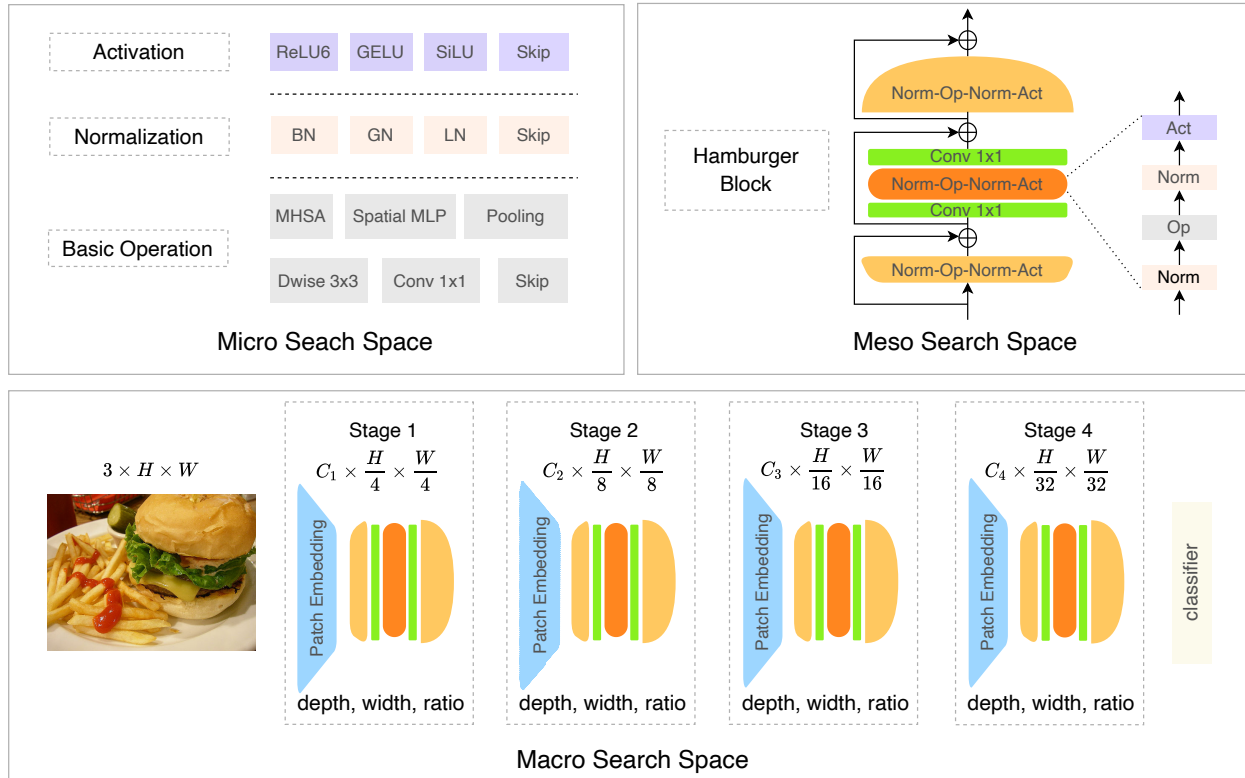 Activation
ReLU6 GELU SiLU Skip
Normalization
BN GN LN Skip
Basic Operation
MHSA Spatial MLP Pooling
Dwise 3x3 Conv 1x1 Skip
Micro Seach Space
Hamburger
Block
Norm-Op-Norm-Act
Conv 1x1
Norm-Op-Norm-Act
Conv 1x1
Norm-Op-Norm-Act
Act
Norm
Op
Norm
Meso Search Space
3 × H × W
Stage 1
C₁ × H/4 × W/4
Patch Embedding
depth, width, ratio
Stage 2
C₂ × H/8 × W/8
Patch Embedding
depth, width, ratio
Stage 3
C₃ × H/16 × W/16
Patch Embedding
depth, width, ratio
Stage 4
C₄ × H/32 × W/32
Patch Embedding
depth, width, ratio
classifier
Macro Search Space